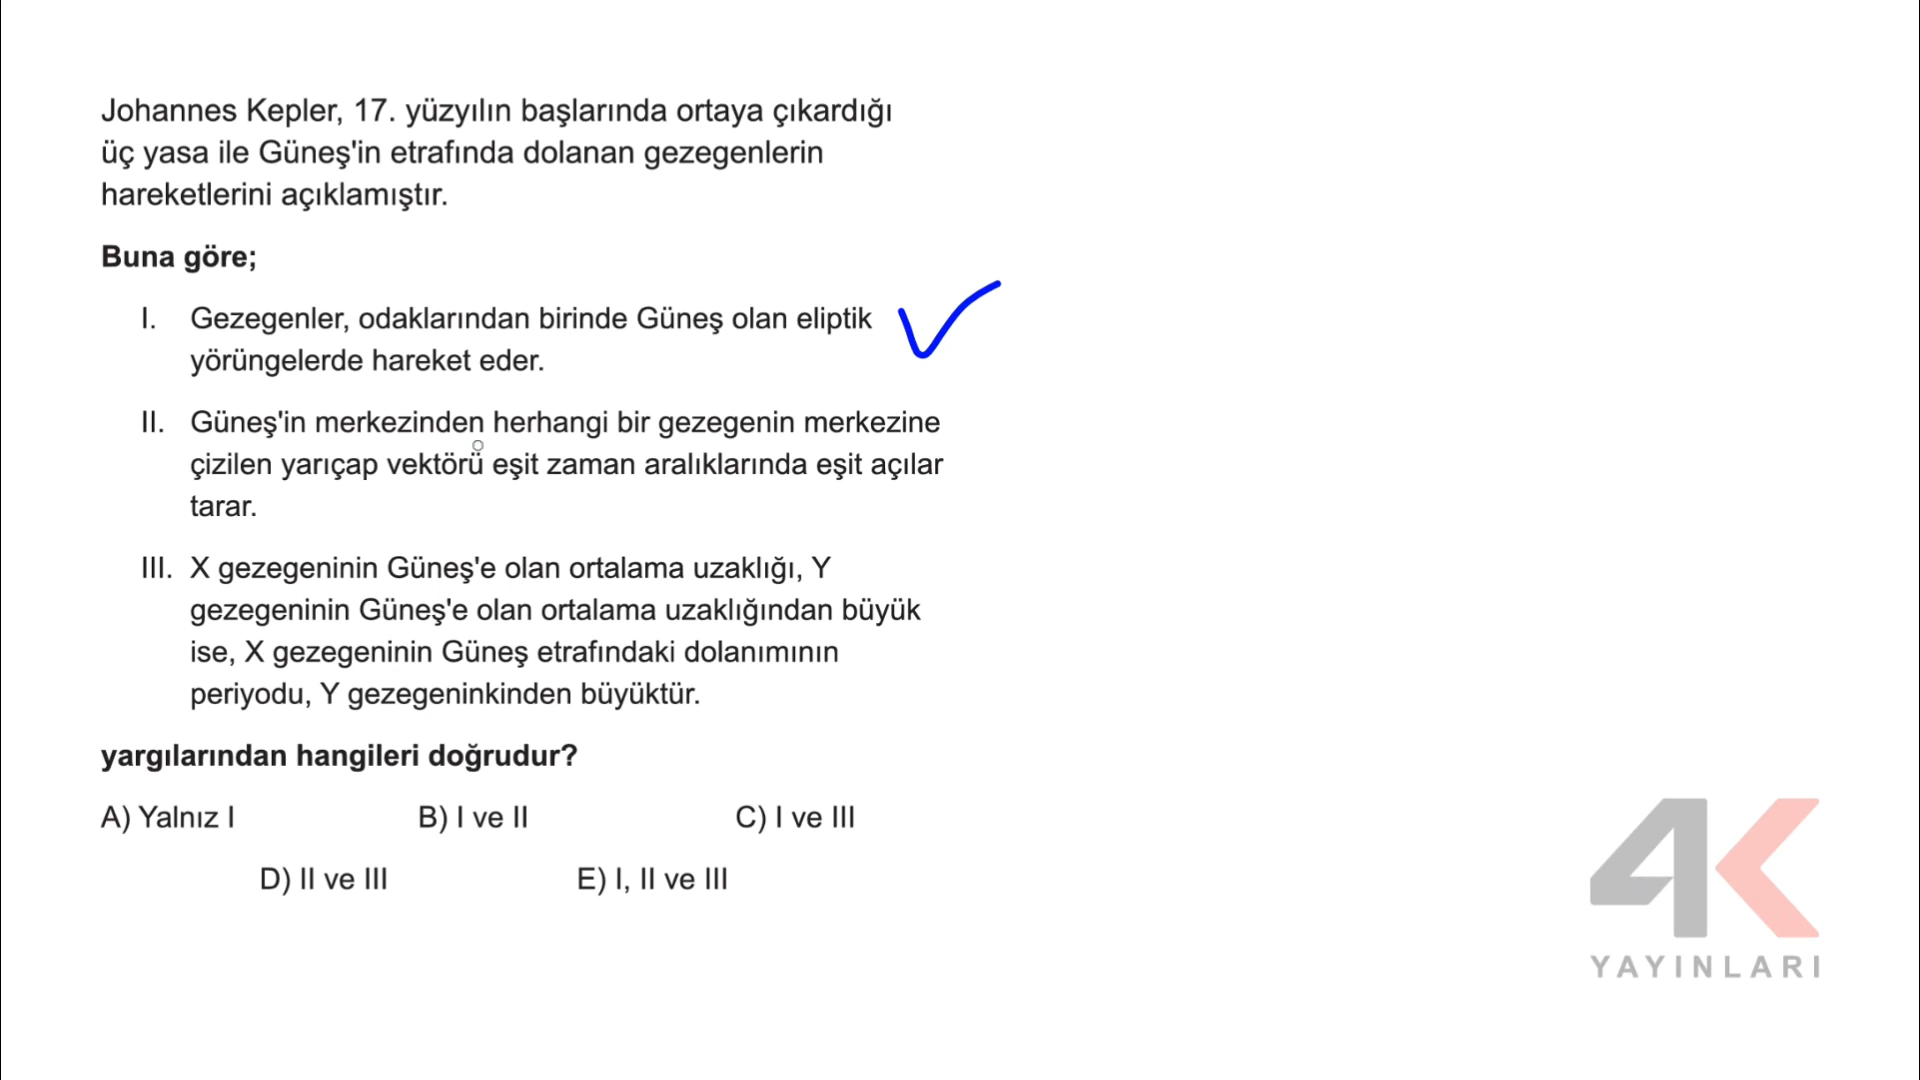 Johannes Kepler, 17. yüzyılın başlarında ortaya çıkardığı
üç yasa ile Güneş'in etrafında dolanan gezegenlerin
hareketlerini açıklamıştır.
Buna göre;
I. Gezegenler, odaklarından birinde Güneş olan eliptik
yörüngelerde hareket eder.
II. Güneş'in merkezinden herhangi bir gezegenin merkezine
çizilen yarıçap vektörü eşit zaman aralıklarında eşit açılar
tarar.
III. X gezegeninin Güneş'e olan ortalama uzaklığı, Y
gezegeninin Güneş'e olan ortalama uzaklığından büyük
ise, X gezegeninin Güneş etrafındaki dolanımının
periyodu, Y gezegeninkinden büyüktür.
yargılarından hangileri doğrudur?
A) Yalnız I B) I ve II C) I ve III
D) II ve III E) I, II ve III
4K
YAYINLARI